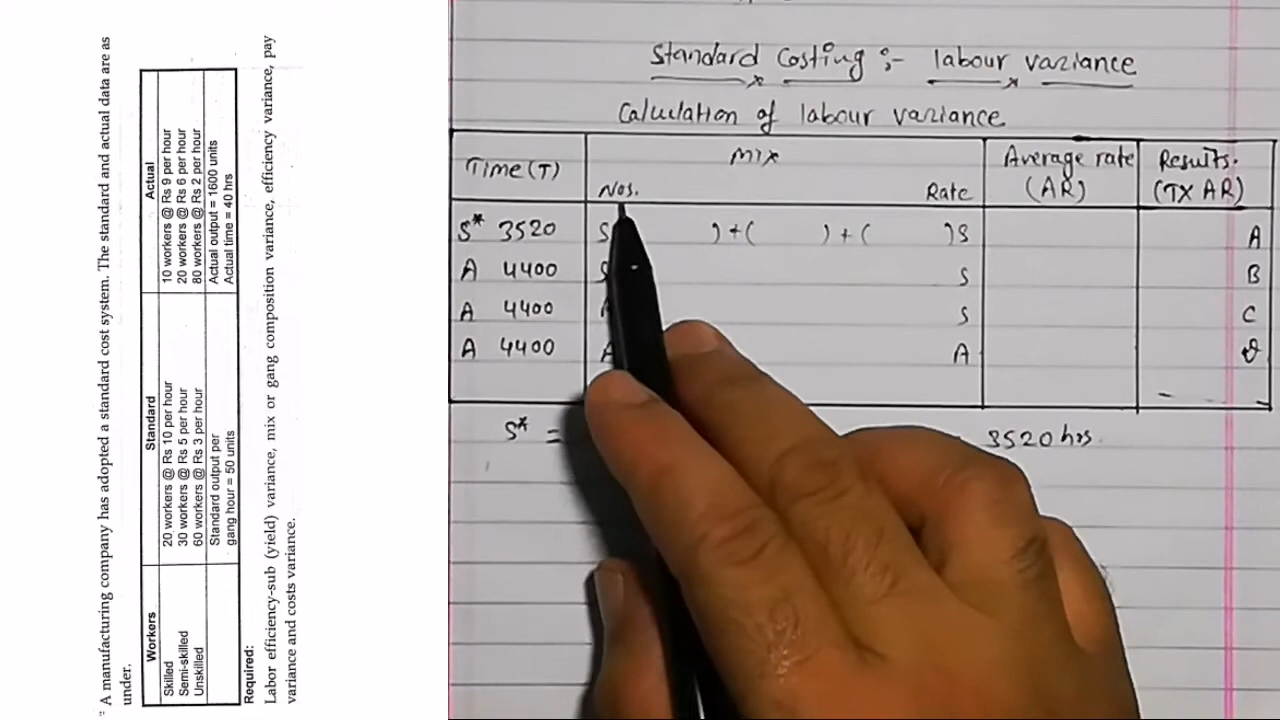 A manufacturing company has adopted a standard cost system. The standard and actual data are as
under.
Workers Standard Actual
Skilled 20 workers @ Rs 10 per hour 10 workers @ Rs 9 per hour
Semi-skilled 30 workers @ Rs 5 per hour 20 workers @ Rs 6 per hour
Unskilled 60 workers @ Rs 3 per hour 80 workers @ Rs 2 per hour
Standard output per Actual output = 1600 units
gang hour = 50 units Actual time = 40 hrs
Required:
Labor efficiency-sub (yield) variance, mix or gang composition variance, efficiency variance, pay
variance and costs variance.
Standard Costing :- labour variance
Calculation of labour variance
Time (T) Mix Average rate Results.
Nos. Rate (AR) (TX AR)
S* 3520 S ) + ( ) + ( ) S A
A 4400 S S B
A 4400 A S C
A 4400 A A D
S* = 3520 hrs.